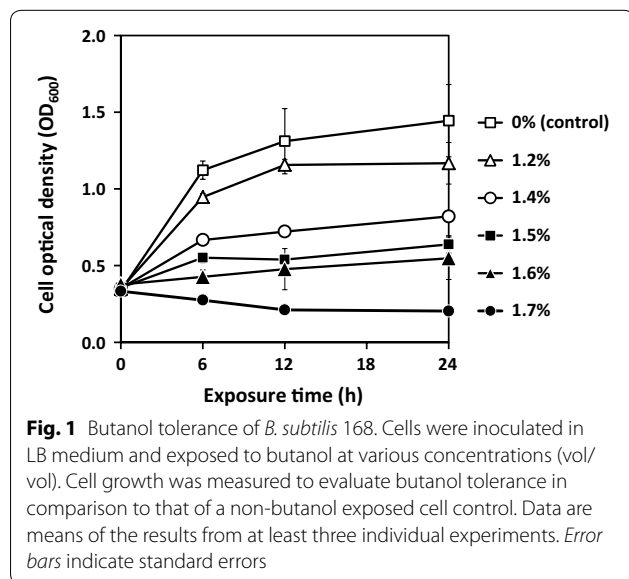 2.0
1.5
1.0
0.5
0.0
Cell optical density (OD₆₀₀)
0
6
12
18
24
Exposure time (h)
0% (control)
1.2%
1.4%
1.5%
1.6%
1.7%
Fig. 1 Butanol tolerance of B. subtilis 168. Cells were inoculated in
LB medium and exposed to butanol at various concentrations (vol/
vol). Cell growth was measured to evaluate butanol tolerance in
comparison to that of a non-butanol exposed cell control. Data are
means of the results from at least three individual experiments. Error
bars indicate standard errors